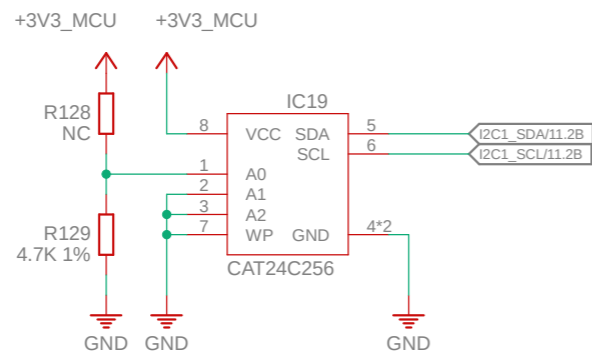 +3V3_MCU +3V3_MCU
R128
NC
IC19
8 VCC SDA 5 I2C1_SDA/11.2B
SCL 6 I2C1_SCL/11.2B
1 A0
2 A1
3 A2
7 WP GND 4*2
R129
4.7K 1%
CAT24C256
GND GND GND